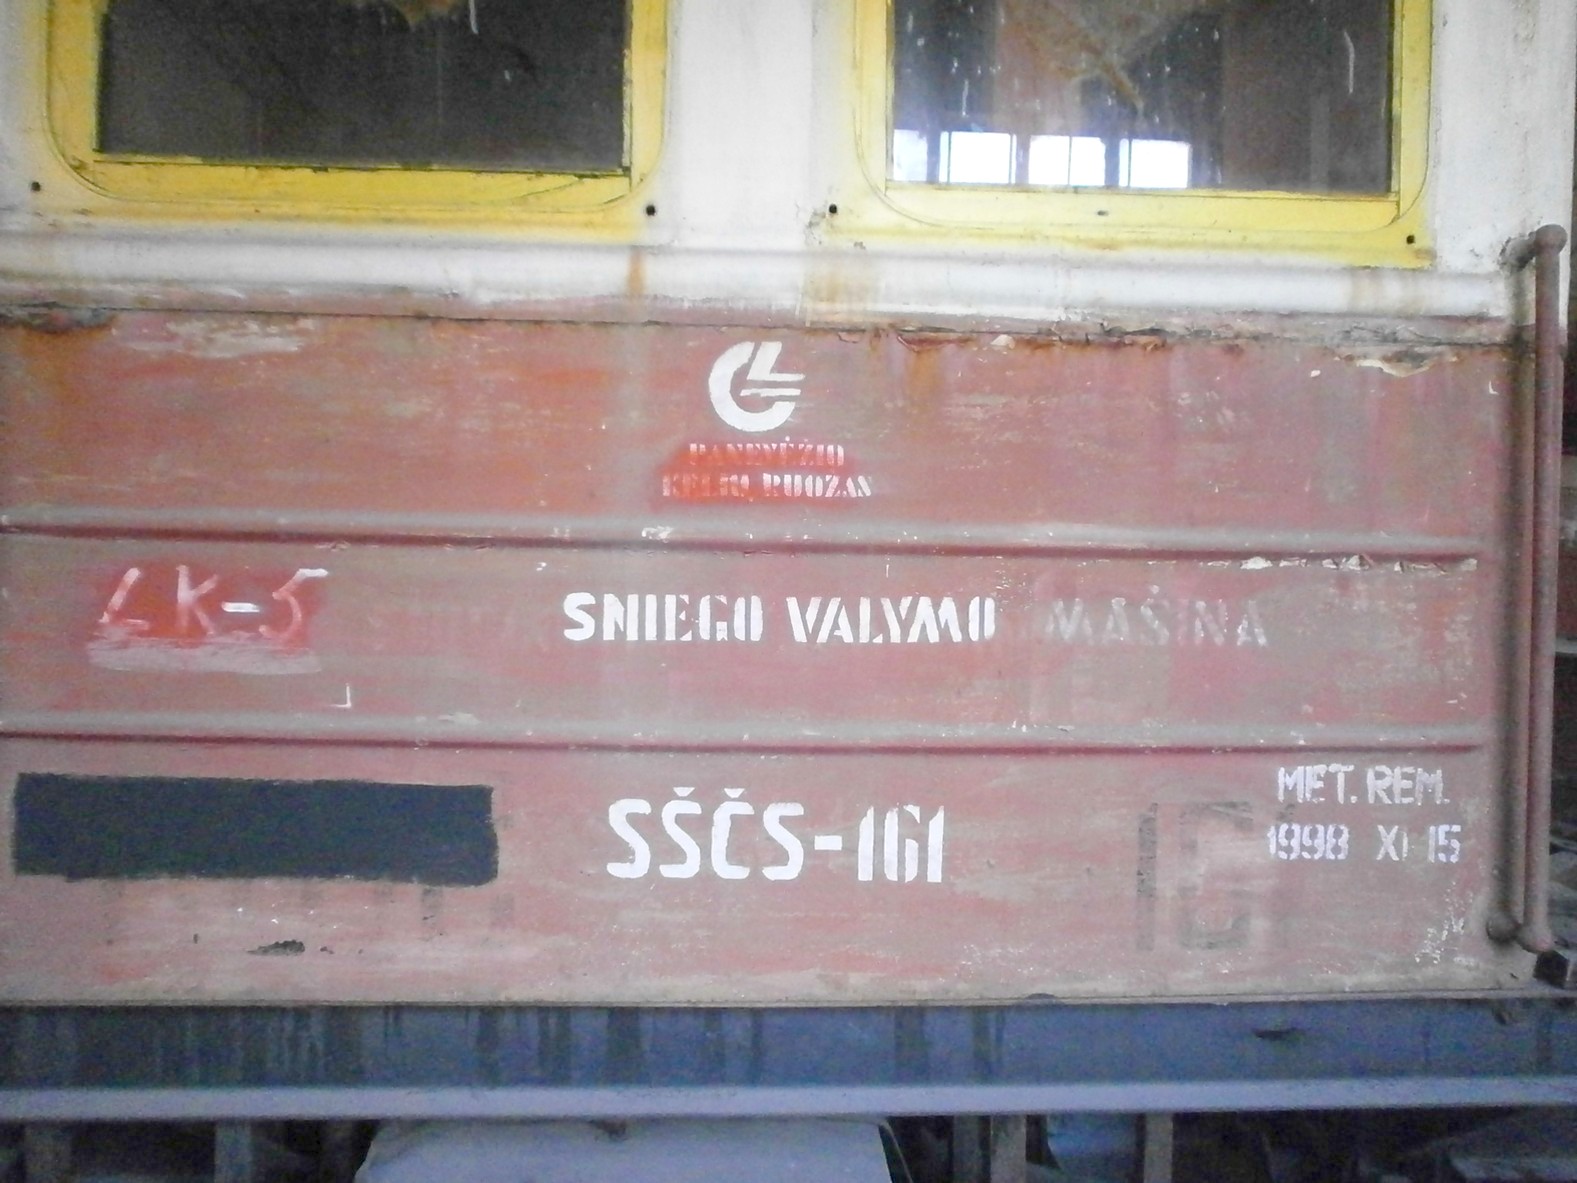 PANEVĖŽIO
KELIŲ RUOŽAS
LK-5
SNIEGO VALYMO MAŠINA
SŠČS-161
MET. REM.
1998 XI 15